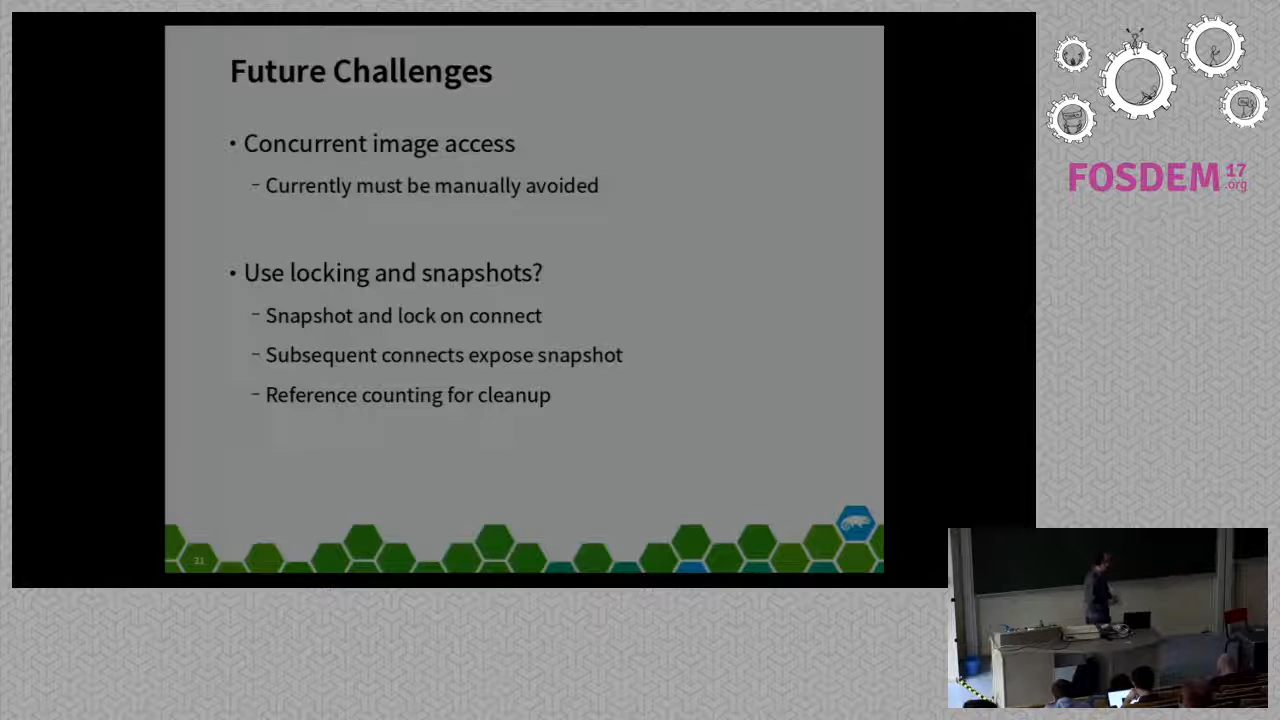 Future Challenges
• Concurrent image access
– Currently must be manually avoided
• Use locking and snapshots?
– Snapshot and lock on connect
– Subsequent connects expose snapshot
– Reference counting for cleanup
21
FOSDEM 17
.org